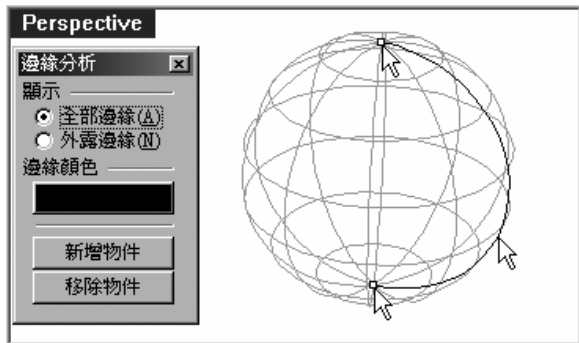 Perspective
邊緣分析
顯示
全部邊緣(A)
外露邊緣(N)
邊緣顏色
新增物件
移除物件